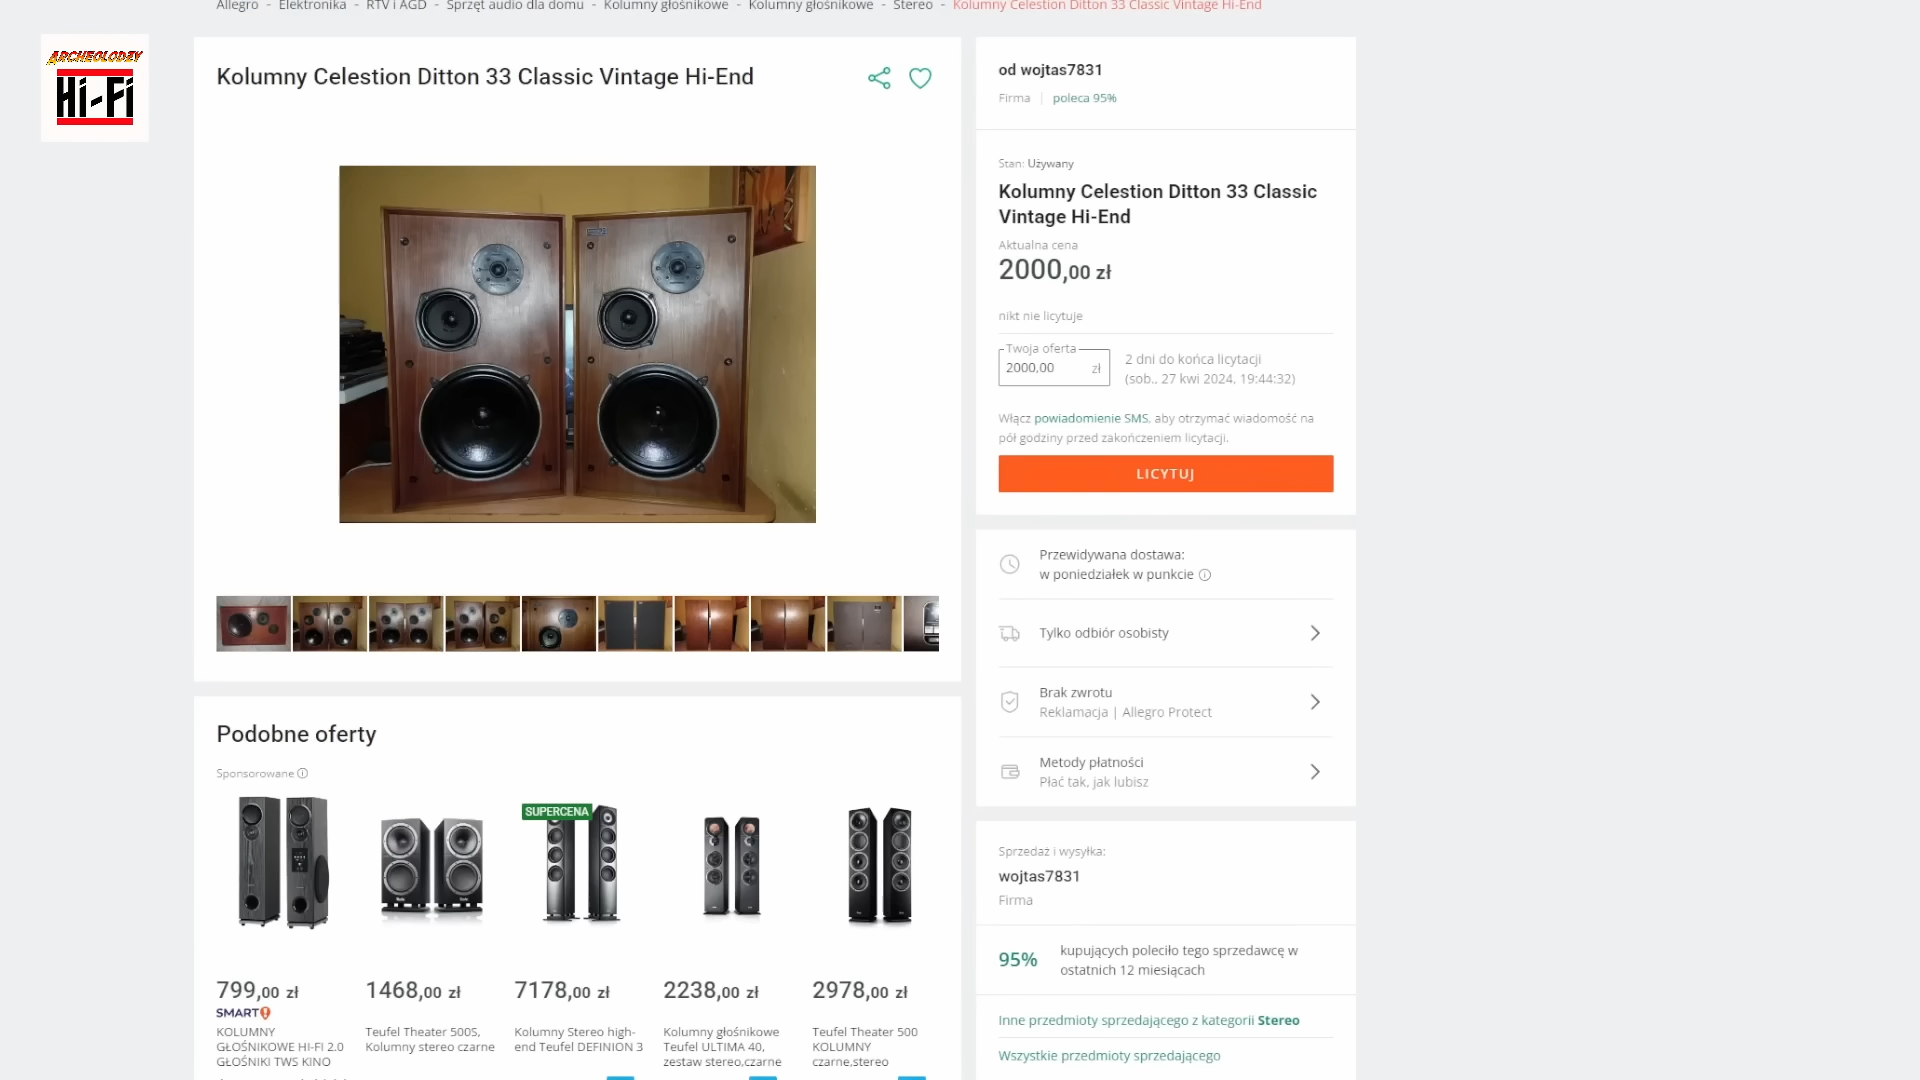 Allegro - Elektronika - RTV i AGD - Sprzęt audio dla domu - Kolumny głośnikowe - Kolumny głośnikowe - Stereo - Kolumny Celestion Ditton 33 Classic Vintage Hi-End
ARCHEOLODZY
Hi-Fi
Kolumny Celestion Ditton 33 Classic Vintage Hi-End
Podobne oferty
Sponsorowane
SUPERCENA
799,00 zł
SMART!
KOLUMNY
GŁOŚNIKOWE HI-FI 2.0
GŁOŚNIKI TWS KINO
1468,00 zł
Teufel Theater 500S,
Kolumny stereo czarne
7178,00 zł
Kolumny Stereo high-
end Teufel DEFINION 3
2238,00 zł
Kolumny głośnikowe
Teufel ULTIMA 40,
zestaw stereo,czarne
2978,00 zł
Teufel Theater 500
KOLUMNY
czarne,stereo
od wojtas7831
Firma | poleca 95%
Stan: Używany
Kolumny Celestion Ditton 33 Classic
Vintage Hi-End
Aktualna cena
2000,00 zł
nikt nie licytuje
Twoja oferta
2000,00 zł
2 dni do końca licytacji
(sob., 27 kwi 2024, 19:44:32)
Włącz powiadomienie SMS, aby otrzymać wiadomość na
pół godziny przed zakończeniem licytacji.
LICYTUJ
Przewidywana dostawa:
w poniedziałek w punkcie
Tylko odbiór osobisty
Brak zwrotu
Reklamacja | Allegro Protect
Metody płatności
Płać tak, jak lubisz
Sprzedaż i wysyłka:
wojtas7831
Firma
95%
kupujących poleciło tego sprzedawcę w
ostatnich 12 miesiącach
Inne przedmioty sprzedającego z kategorii Stereo
Wszystkie przedmioty sprzedającego